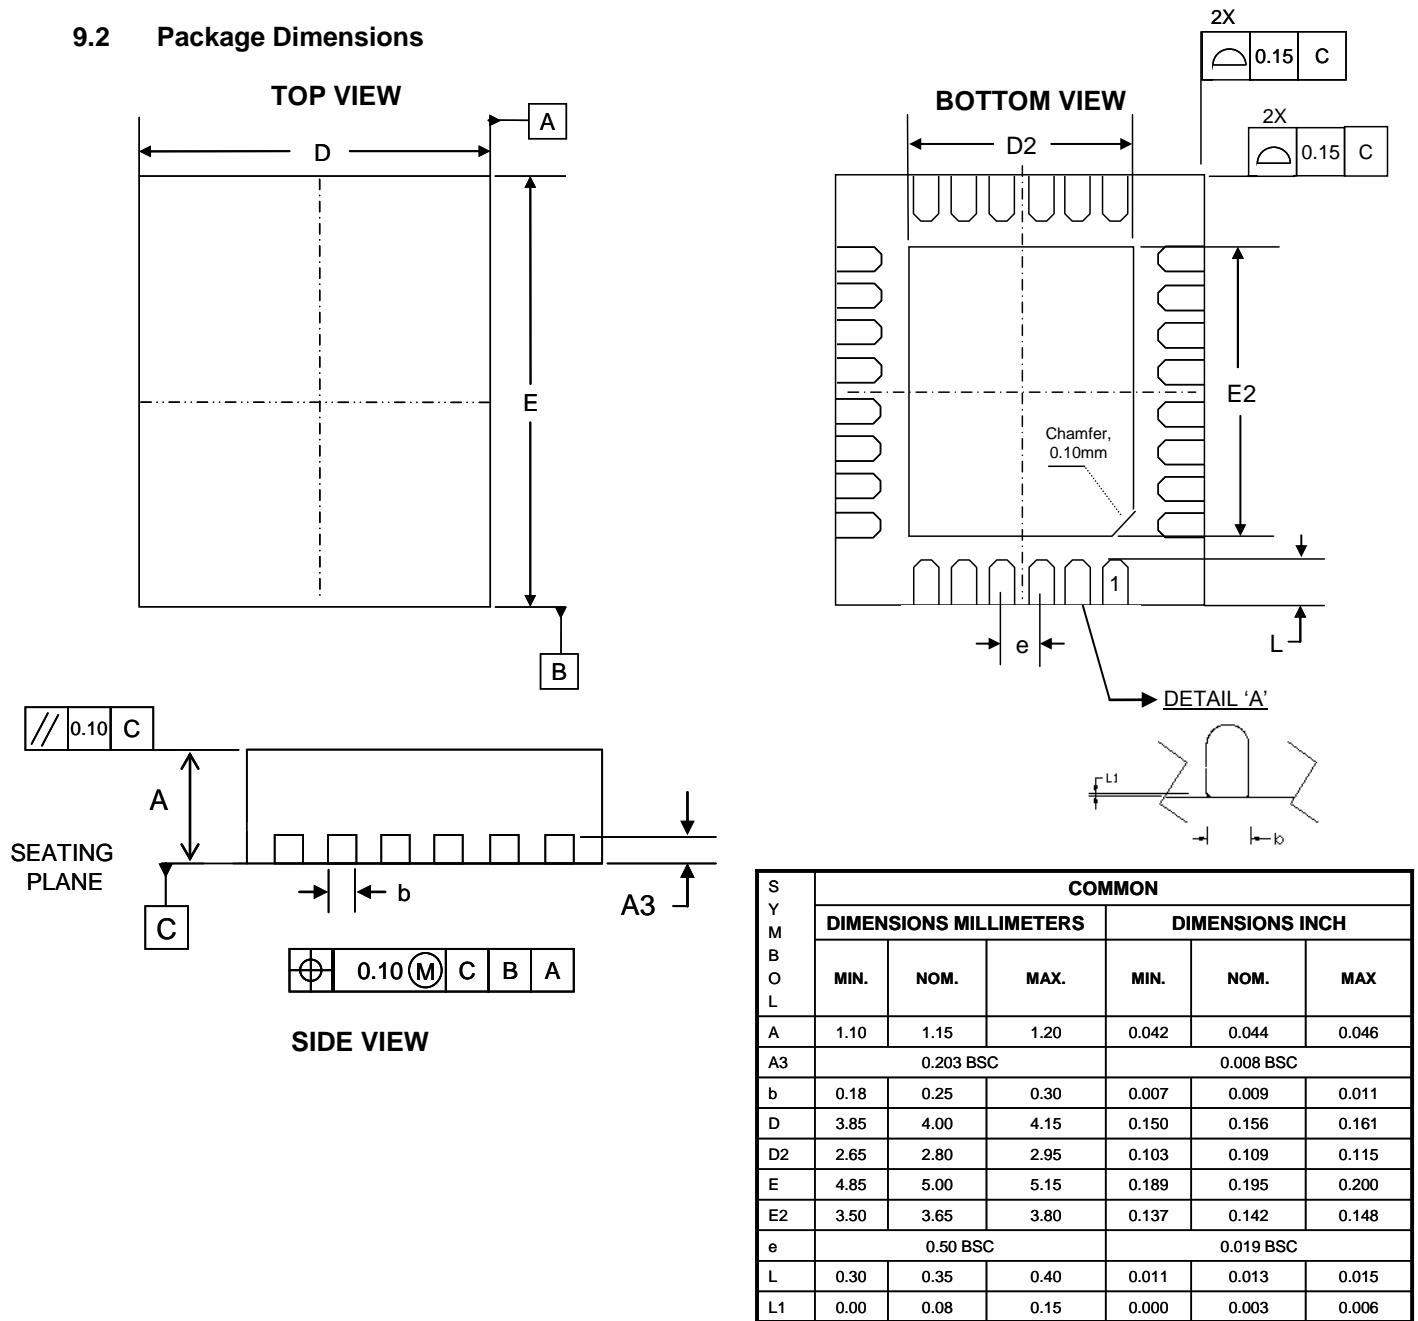 9.2 Package Dimensions
TOP VIEW
A
D
E
B
BOTTOM VIEW
2X
0.15 C
2X
0.15 C
D2
E2
Chamfer,
0.10mm
1
e
L
DETAIL ‘A’
L1
b
// 0.10 C
A
SEATING
PLANE
C
b
A3
0.10 M C B A
SIDE VIEW
SYMBOL COMMON
DIMENSIONS MILLIMETERS DIMENSIONS INCH
MIN. NOM. MAX. MIN. NOM. MAX
A 1.10 1.15 1.20 0.042 0.044 0.046
A3 0.203 BSC 0.008 BSC
b 0.18 0.25 0.30 0.007 0.009 0.011
D 3.85 4.00 4.15 0.150 0.156 0.161
D2 2.65 2.80 2.95 0.103 0.109 0.115
E 4.85 5.00 5.15 0.189 0.195 0.200
E2 3.50 3.65 3.80 0.137 0.142 0.148
e 0.50 BSC 0.019 BSC
L 0.30 0.35 0.40 0.011 0.013 0.015
L1 0.00 0.08 0.15 0.000 0.003 0.006